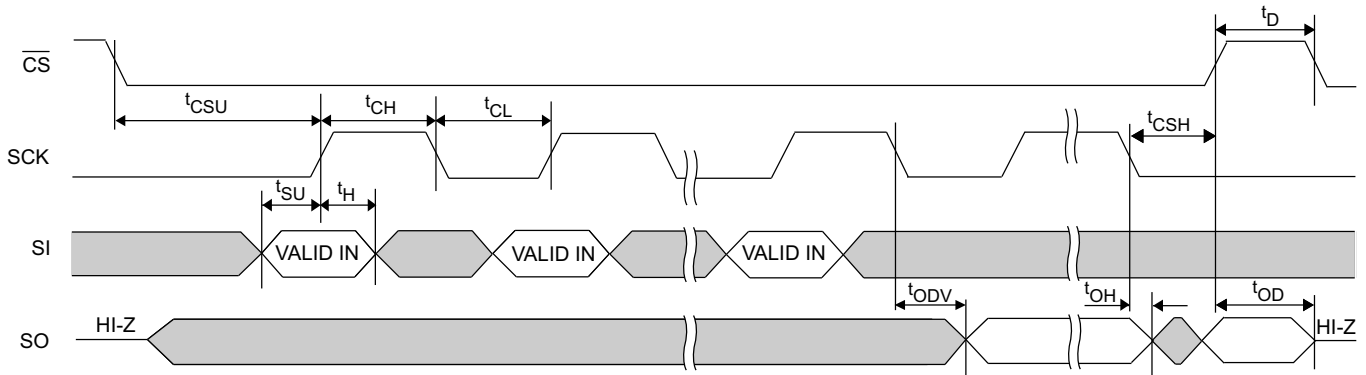 tD
CS
tCSU
tCH
tCL
tCSH
SCK
tSU
tH
SI
VALID IN
VALID IN
VALID IN
tODV
tOH
tOD
HI-Z
HI-Z
SO